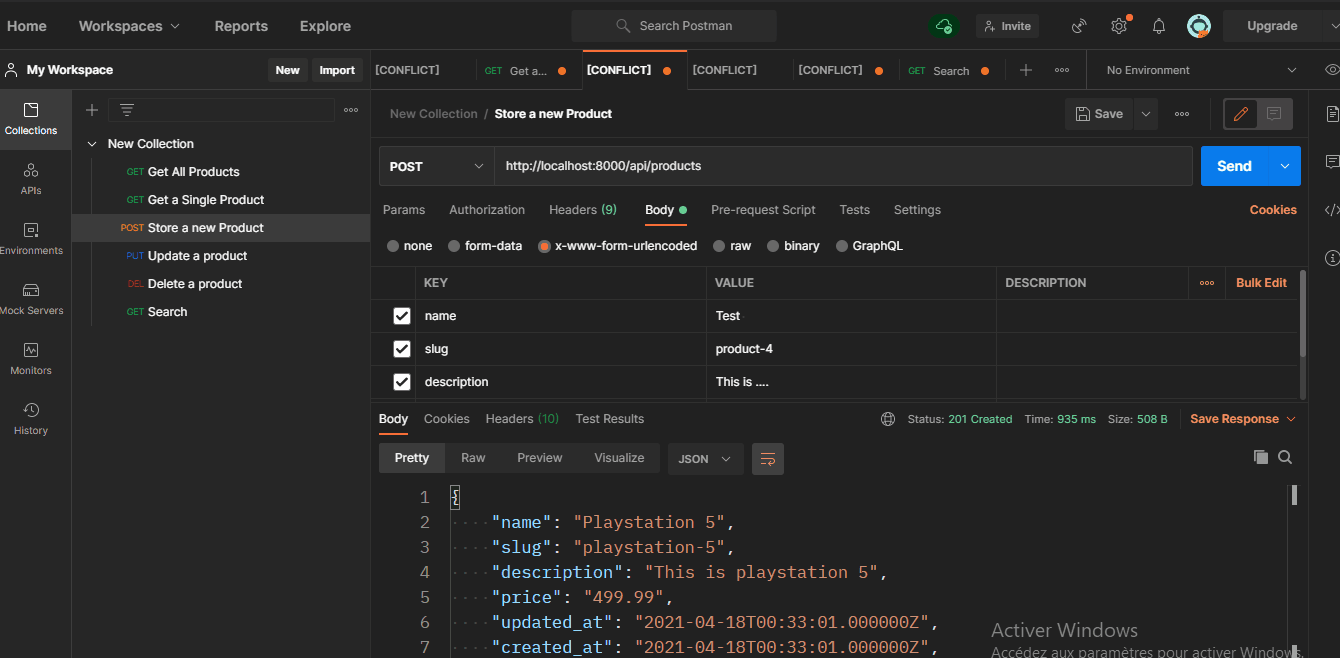 Home Workspaces Reports Explore Search Postman Invite Upgrade
My Workspace New Import [CONFLICT] GET Get a... [CONFLICT] [CONFLICT] [CONFLICT] GET Search No Environment
Collections
APIs
Environments
Mock Servers
Monitors
History
New Collection
GET Get All Products
GET Get a Single Product
POST Store a new Product
PUT Update a product
DEL Delete a product
GET Search
New Collection / Store a new Product Save
POST http://localhost:8000/api/products Send
Params Authorization Headers (9) Body Pre-request Script Tests Settings Cookies
none form-data x-www-form-urlencoded raw binary GraphQL
KEY VALUE DESCRIPTION Bulk Edit
name Test
slug product-4
description This is ....
Body Cookies Headers (10) Test Results Status: 201 Created Time: 935 ms Size: 508 B Save Response
Pretty Raw Preview Visualize JSON
1 {
2 "name": "Playstation 5",
3 "slug": "playstation-5",
4 "description": "This is playstation 5",
5 "price": "499.99",
6 "updated_at": "2021-04-18T00:33:01.000000Z",
7 "created_at": "2021-04-18T00:33:01.000000Z",
Activer Windows
Accédez aux paramètres pour activer Windows.